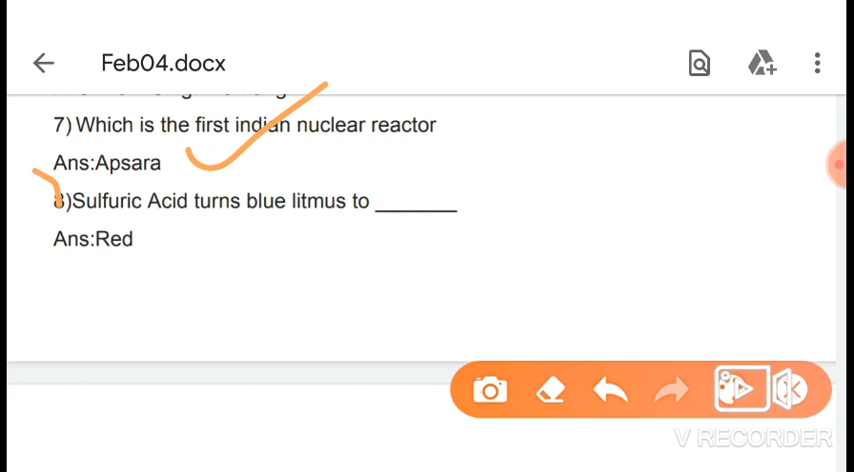 Feb04.docx
7) Which is the first indian nuclear reactor
Ans:Apsara
8)Sulfuric Acid turns blue litmus to _______
Ans:Red
V RECORDER